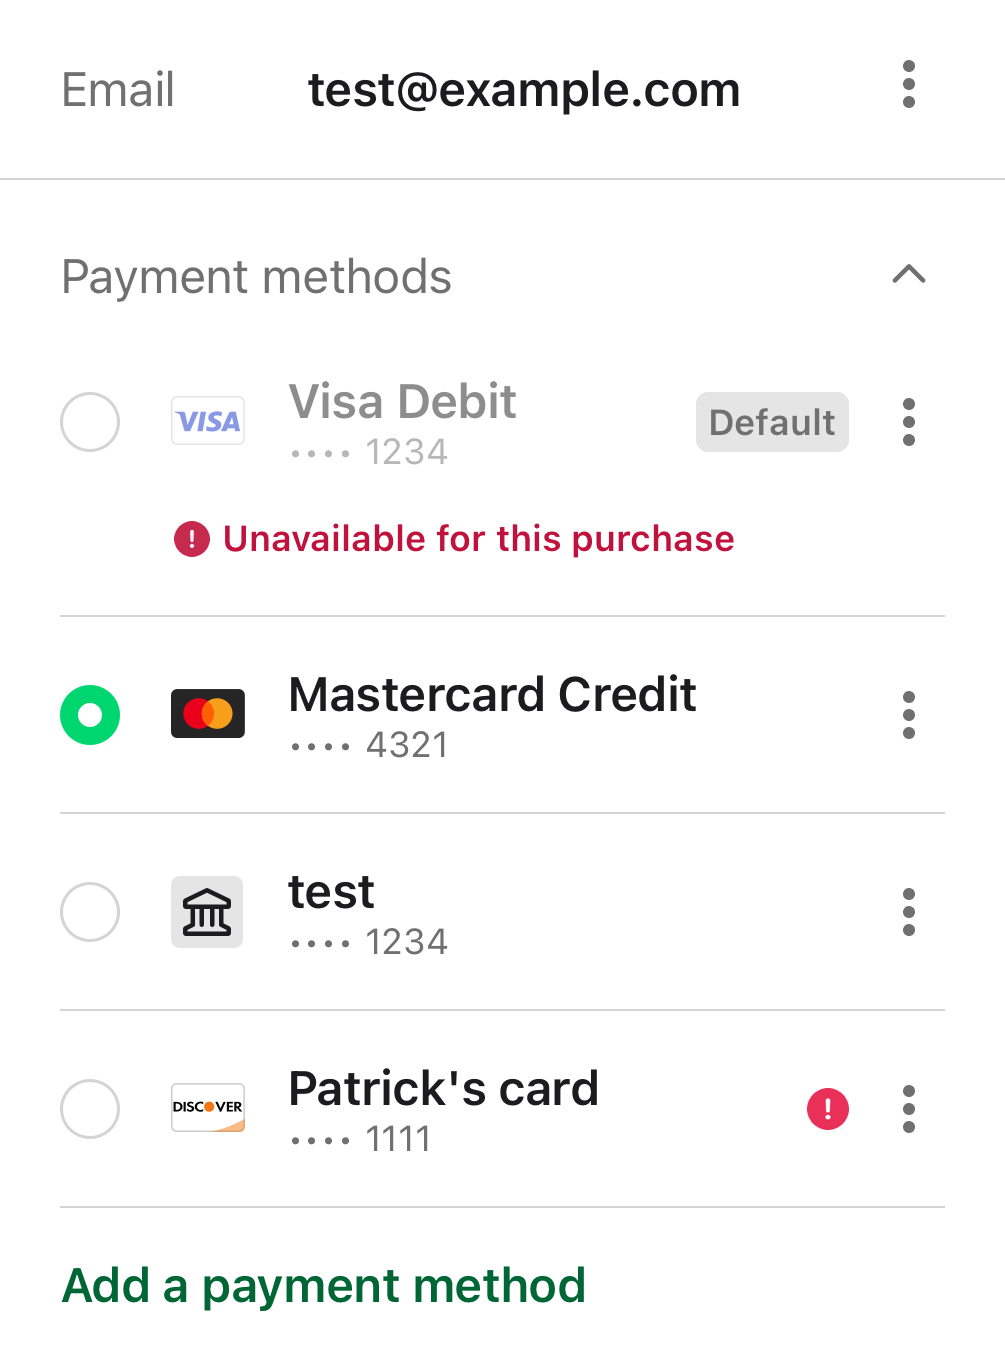 Email test@example.com
Payment methods
VISA Visa Debit Default
•••• 1234
! Unavailable for this purchase
Mastercard Credit
•••• 4321
test
•••• 1234
DISCOVER Patrick's card !
•••• 1111
Add a payment method